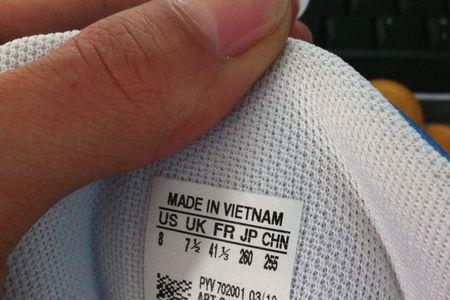 MADE IN VIETNAM
US UK FR JP CHN
8 7½ 41⅓ 260 255
PYV 702001 03/12
ART